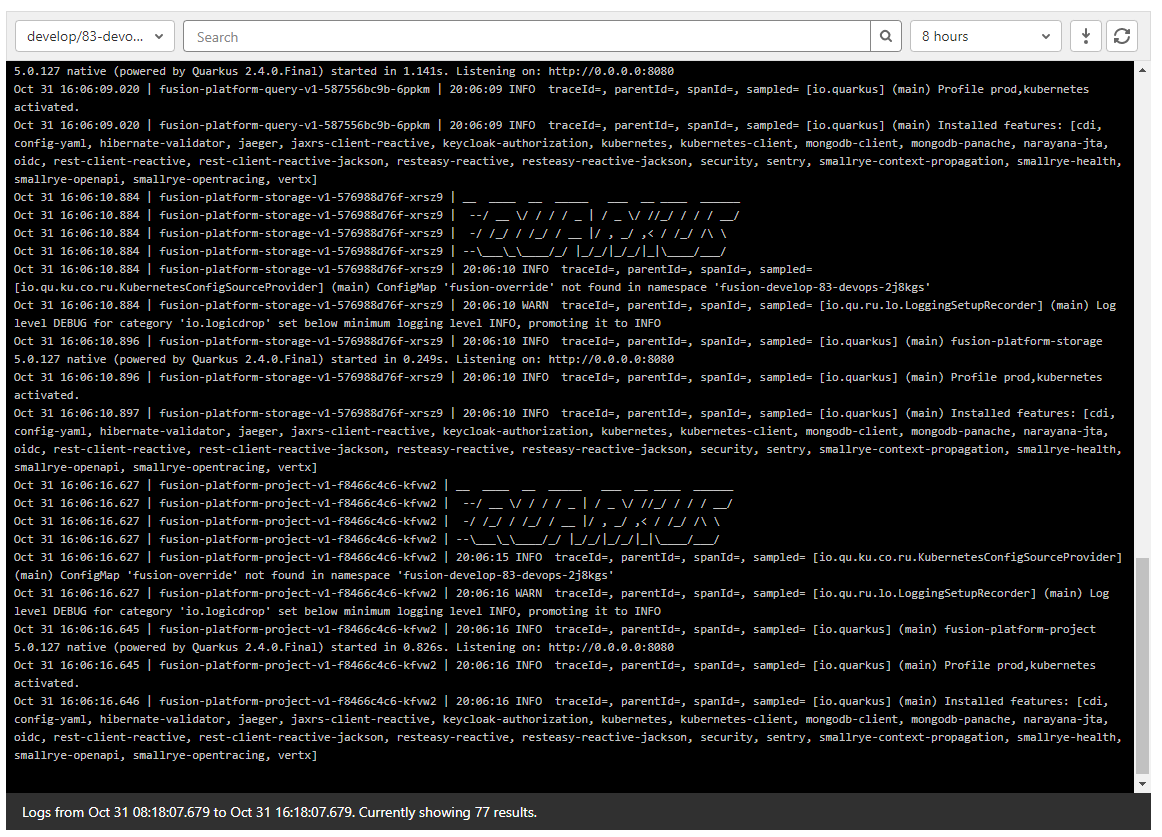 develop/83-devo...
Search
8 hours
5.0.127 native (powered by Quarkus 2.4.0.Final) started in 1.141s. Listening on: http://0.0.0.0:8080
Oct 31 16:06:09.020 | fusion-platform-query-v1-587556bc9b-6ppkm | 20:06:09 INFO  traceId=, parentId=, spanId=, sampled= [io.quarkus] (main) Profile prod,kubernetes
activated.
Oct 31 16:06:09.020 | fusion-platform-query-v1-587556bc9b-6ppkm | 20:06:09 INFO  traceId=, parentId=, spanId=, sampled= [io.quarkus] (main) Installed features: [cdi,
config-yaml, hibernate-validator, jaeger, jaxrs-client-reactive, keycloak-authorization, kubernetes, kubernetes-client, mongodb-client, mongodb-panache, narayana-jta,
oidc, rest-client-reactive, rest-client-reactive-jackson, resteasy-reactive, resteasy-reactive-jackson, security, sentry, smallrye-context-propagation, smallrye-health,
smallrye-openapi, smallrye-opentracing, vertx]
Oct 31 16:06:10.884 | fusion-platform-storage-v1-576988d76f-xrsz9 | __  ____  __  _____   ___  __ ____  ______
Oct 31 16:06:10.884 | fusion-platform-storage-v1-576988d76f-xrsz9 |  --/ __ \/ / / / _ | / _ \/ //_/ / / / __/
Oct 31 16:06:10.884 | fusion-platform-storage-v1-576988d76f-xrsz9 |  -/ /_/ / /_/ / __ |/ , _/ ,< / /_/ /\ \
Oct 31 16:06:10.884 | fusion-platform-storage-v1-576988d76f-xrsz9 | --\___\_\____/_/ |_/_/|_/_/|_|\____/___/
Oct 31 16:06:10.884 | fusion-platform-storage-v1-576988d76f-xrsz9 | 20:06:10 INFO  traceId=, parentId=, spanId=, sampled=
[io.qu.ku.co.ru.KubernetesConfigSourceProvider] (main) ConfigMap 'fusion-override' not found in namespace 'fusion-develop-83-devops-2j8kgs'
Oct 31 16:06:10.884 | fusion-platform-storage-v1-576988d76f-xrsz9 | 20:06:10 WARN  traceId=, parentId=, spanId=, sampled= [io.qu.ru.lo.LoggingSetupRecorder] (main) Log
level DEBUG for category 'io.logicdrop' set below minimum logging level INFO, promoting it to INFO
Oct 31 16:06:10.896 | fusion-platform-storage-v1-576988d76f-xrsz9 | 20:06:10 INFO  traceId=, parentId=, spanId=, sampled= [io.quarkus] (main) fusion-platform-storage
5.0.127 native (powered by Quarkus 2.4.0.Final) started in 0.249s. Listening on: http://0.0.0.0:8080
Oct 31 16:06:10.896 | fusion-platform-storage-v1-576988d76f-xrsz9 | 20:06:10 INFO  traceId=, parentId=, spanId=, sampled= [io.quarkus] (main) Profile prod,kubernetes
activated.
Oct 31 16:06:10.897 | fusion-platform-storage-v1-576988d76f-xrsz9 | 20:06:10 INFO  traceId=, parentId=, spanId=, sampled= [io.quarkus] (main) Installed features: [cdi,
config-yaml, hibernate-validator, jaeger, jaxrs-client-reactive, keycloak-authorization, kubernetes, kubernetes-client, mongodb-client, mongodb-panache, narayana-jta,
oidc, rest-client-reactive, rest-client-reactive-jackson, resteasy-reactive, resteasy-reactive-jackson, security, sentry, smallrye-context-propagation, smallrye-health,
smallrye-openapi, smallrye-opentracing, vertx]
Oct 31 16:06:16.627 | fusion-platform-project-v1-f8466c4c6-kfvw2 | __  ____  __  _____   ___  __ ____  ______
Oct 31 16:06:16.627 | fusion-platform-project-v1-f8466c4c6-kfvw2 |  --/ __ \/ / / / _ | / _ \/ //_/ / / / __/
Oct 31 16:06:16.627 | fusion-platform-project-v1-f8466c4c6-kfvw2 |  -/ /_/ / /_/ / __ |/ , _/ ,< / /_/ /\ \
Oct 31 16:06:16.627 | fusion-platform-project-v1-f8466c4c6-kfvw2 | --\___\_\____/_/ |_/_/|_/_/|_|\____/___/
Oct 31 16:06:16.627 | fusion-platform-project-v1-f8466c4c6-kfvw2 | 20:06:15 INFO  traceId=, parentId=, spanId=, sampled= [io.qu.ku.co.ru.KubernetesConfigSourceProvider]
(main) ConfigMap 'fusion-override' not found in namespace 'fusion-develop-83-devops-2j8kgs'
Oct 31 16:06:16.627 | fusion-platform-project-v1-f8466c4c6-kfvw2 | 20:06:16 WARN  traceId=, parentId=, spanId=, sampled= [io.qu.ru.lo.LoggingSetupRecorder] (main) Log
level DEBUG for category 'io.logicdrop' set below minimum logging level INFO, promoting it to INFO
Oct 31 16:06:16.645 | fusion-platform-project-v1-f8466c4c6-kfvw2 | 20:06:16 INFO  traceId=, parentId=, spanId=, sampled= [io.quarkus] (main) fusion-platform-project
5.0.127 native (powered by Quarkus 2.4.0.Final) started in 0.826s. Listening on: http://0.0.0.0:8080
Oct 31 16:06:16.645 | fusion-platform-project-v1-f8466c4c6-kfvw2 | 20:06:16 INFO  traceId=, parentId=, spanId=, sampled= [io.quarkus] (main) Profile prod,kubernetes
activated.
Oct 31 16:06:16.646 | fusion-platform-project-v1-f8466c4c6-kfvw2 | 20:06:16 INFO  traceId=, parentId=, spanId=, sampled= [io.quarkus] (main) Installed features: [cdi,
config-yaml, hibernate-validator, jaeger, jaxrs-client-reactive, keycloak-authorization, kubernetes, kubernetes-client, mongodb-client, mongodb-panache, narayana-jta,
oidc, rest-client-reactive, rest-client-reactive-jackson, resteasy-reactive, resteasy-reactive-jackson, security, sentry, smallrye-context-propagation, smallrye-health,
smallrye-openapi, smallrye-opentracing, vertx]
Logs from Oct 31 08:18:07.679 to Oct 31 16:18:07.679. Currently showing 77 results.